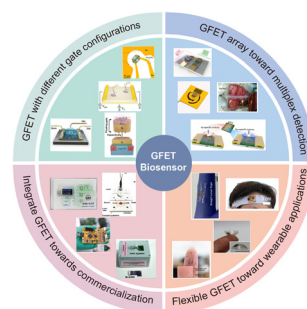 GFET with different gate configurations
GFET array toward multiplex detection
GFET
Biosensor
Integrate GFET towards commercialization
Flexible GFET toward wearable applications